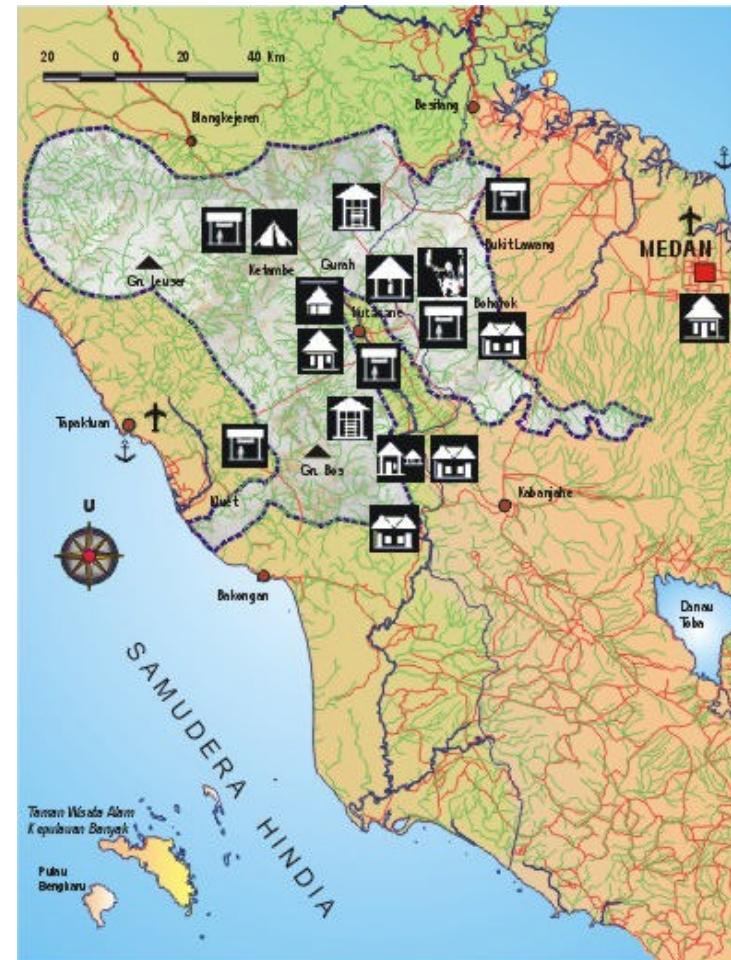 20 0 20 40 Km
Besitang
Blangkejeren
Bukit Lawang
MEDAN
Gurah
Ketambe
Gn. Leuser
Bohorok
Kutacane
Tapaktuan
Gn. Bos
Kluet
Kabanjahe
U
Bakongan
Danau
Toba
SAMUDERA HINDIA
Taman Wisata Alam
Kepulauan Banyak
Pulau
Bengkaru